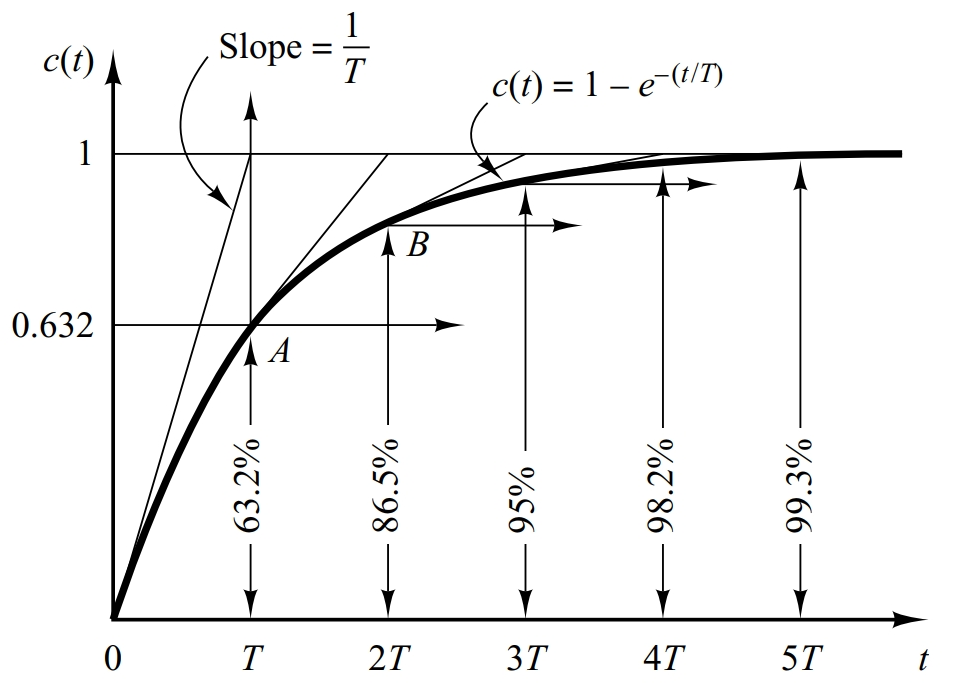 Slope = 1/T
c(t)
c(t) = 1 − e^−(t/T)
1
B
0.632
A
63.2%
86.5%
95%
98.2%
99.3%
0 T 2T 3T 4T 5T t